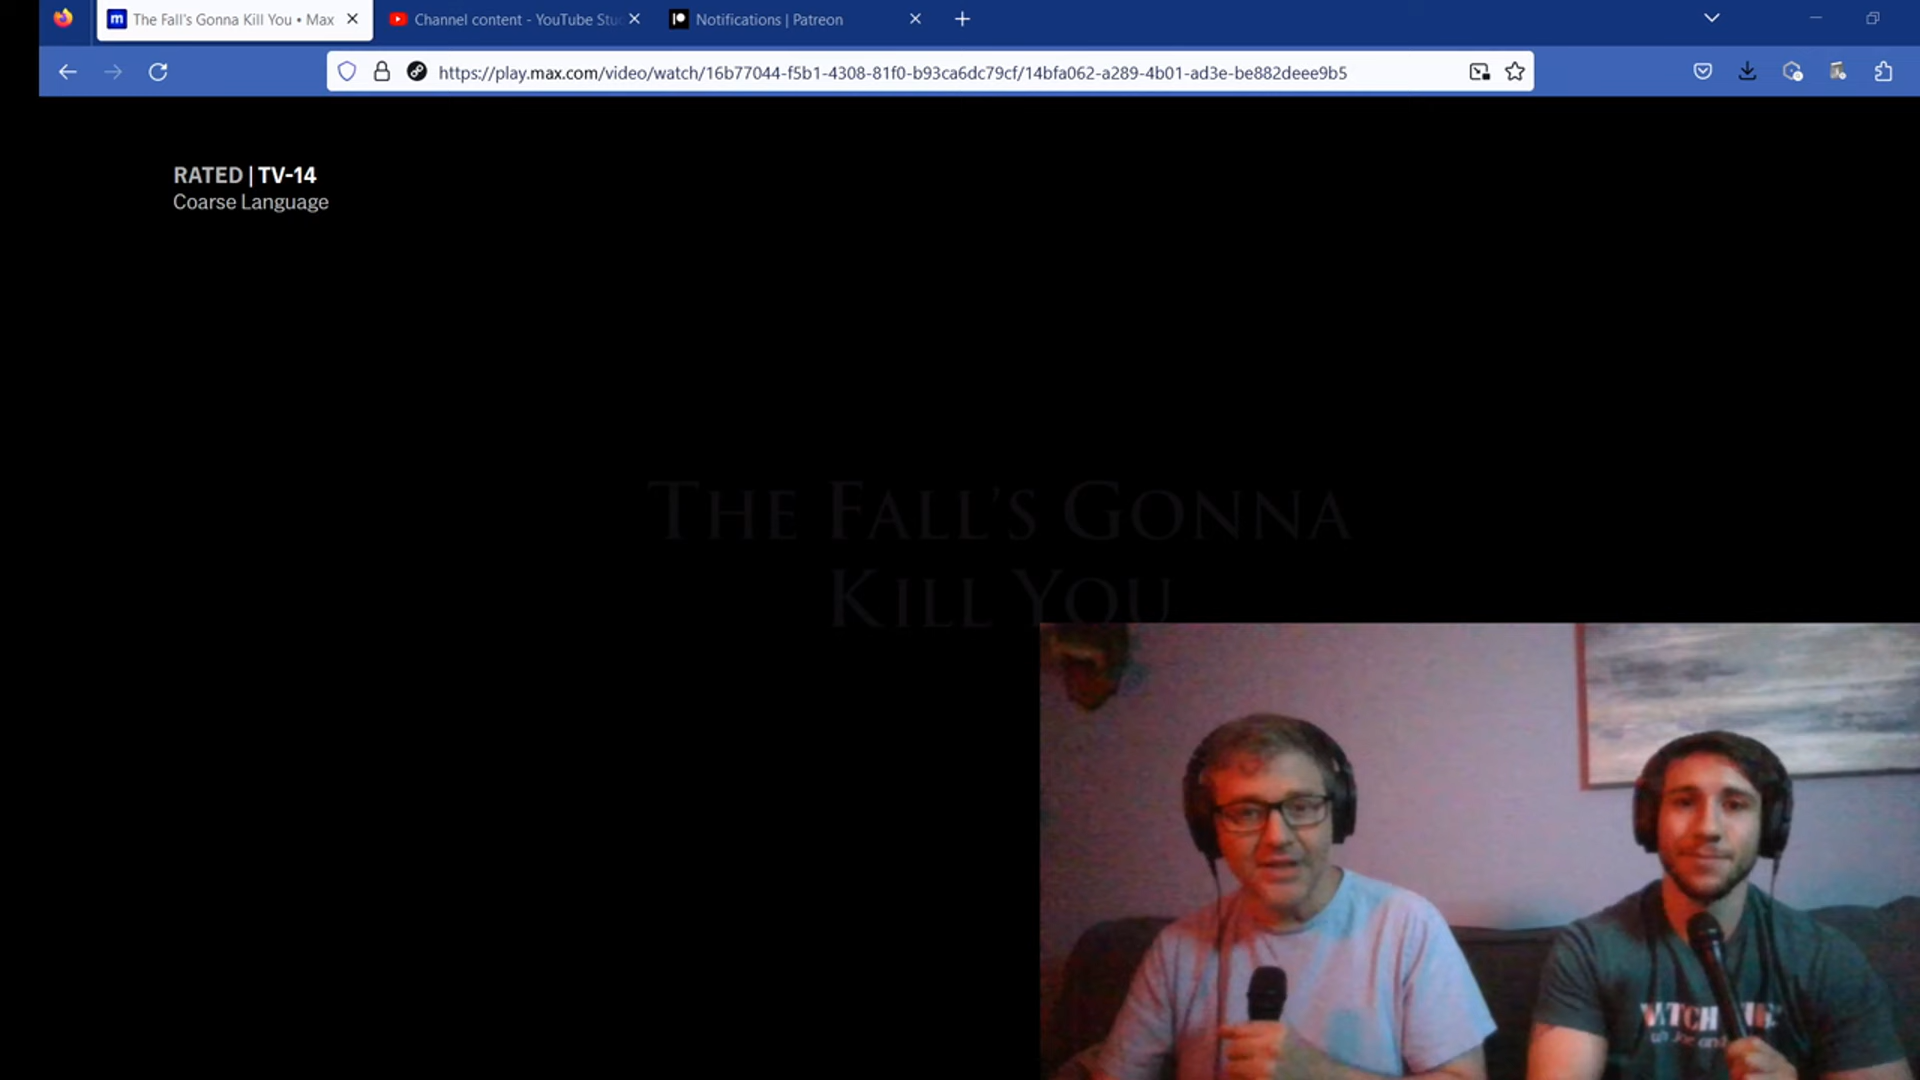 The Fall's Gonna Kill You • Max
Channel content - YouTube Stu
Notifications | Patreon
https://play.max.com/video/watch/16b77044-f5b1-4308-81f0-b93ca6dc79cf/14bfa062-a289-4b01-ad3e-be882deee9b5
RATED | TV-14
Coarse Language
THE FALL'S GONNA
KILL YOU